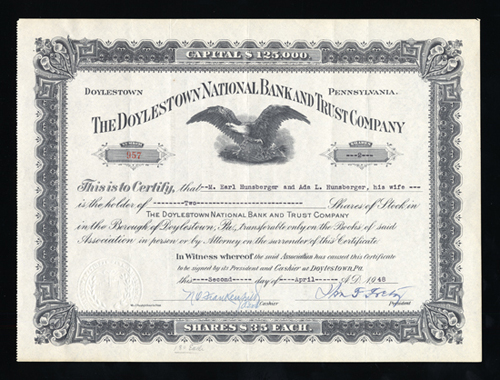 CAPITAL $125,000.
DOYLESTOWN PENNSYLVANIA.
THE DOYLESTOWN NATIONAL BANK AND TRUST COMPANY
NUMBER SHARES
957 --2--
This is to Certify, that --M. Earl Hunsberger and Ada L. Hunsberger, his wife ---
is the holder of --------Two-------- Shares of Stock in
THE DOYLESTOWN NATIONAL BANK AND TRUST COMPANY
in the Borough of Doylestown, Pa., transferable only on the Books of said
Association in person or by Attorney on the surrender of this Certificate.
In Witness whereof the said Association has caused this Certificate
to be signed by its President and Cashier at DOYLESTOWN, PA.
this -----Second----- day of ---April----- A.D. 1948
Cashier President
SHARES $35 EACH.